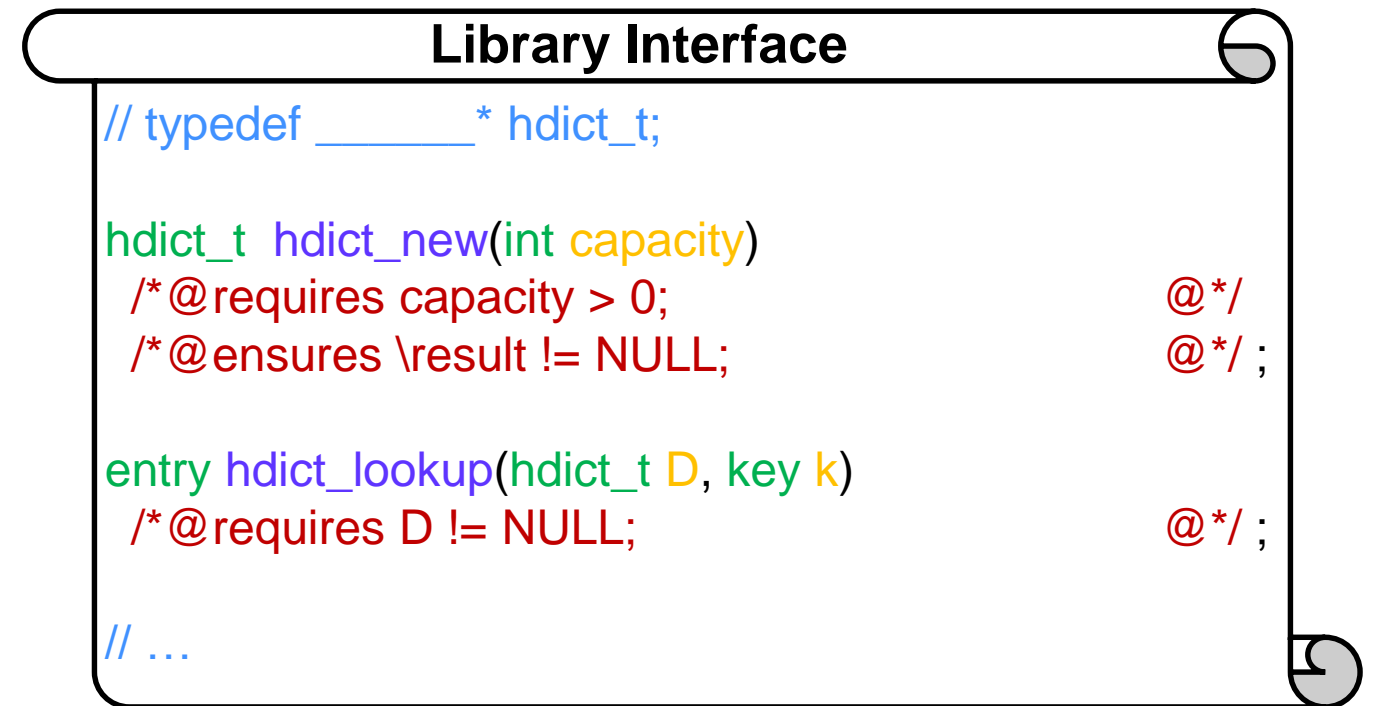 Library Interface
// typedef ______* hdict_t;
hdict_t hdict_new(int capacity)
/*@requires capacity > 0; @*/
/*@ensures \result != NULL; @*/ ;
entry hdict_lookup(hdict_t D, key k)
/*@requires D != NULL; @*/ ;
// …